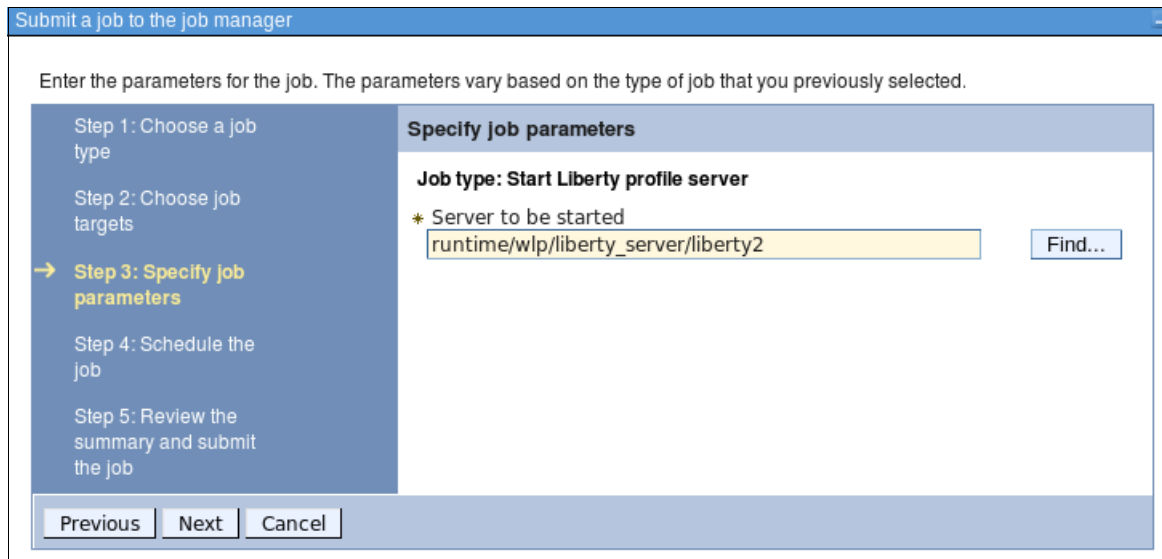 Submit a job to the job manager
Enter the parameters for the job. The parameters vary based on the type of job that you previously selected.
Step 1: Choose a job
type
Step 2: Choose job
targets
Step 3: Specify job
parameters
Step 4: Schedule the
job
Step 5: Review the
summary and submit
the job
Specify job parameters
Job type: Start Liberty profile server
* Server to be started
runtime/wlp/liberty_server/liberty2
Find...
Previous Next Cancel